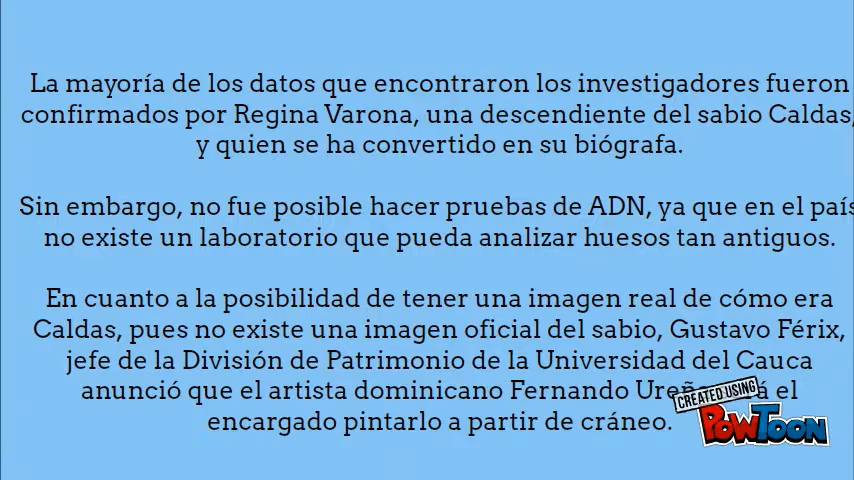 La mayoría de los datos que encontraron los investigadores fueron
confirmados por Regina Varona, una descendiente del sabio Caldas,
y quien se ha convertido en su biógrafa.
Sin embargo, no fue posible hacer pruebas de ADN, ya que en el país
no existe un laboratorio que pueda analizar huesos tan antiguos.
En cuanto a la posibilidad de tener una imagen real de cómo era
Caldas, pues no existe una imagen oficial del sabio, Gustavo Férix,
jefe de la División de Patrimonio de la Universidad del Cauca
anunció que el artista dominicano Fernando el
encargado pintarlo a partir de cráneo.
CREATED USING
POWTOON